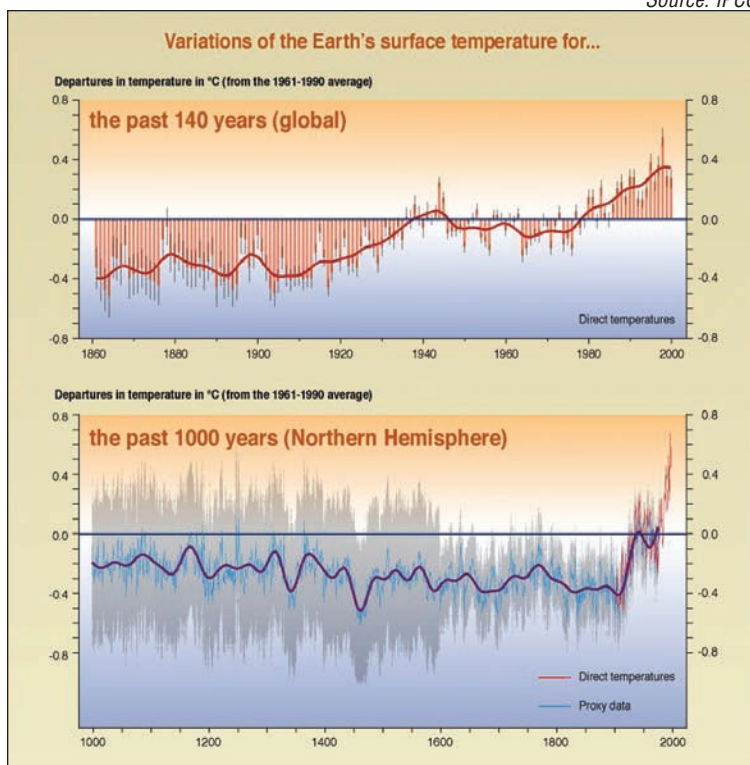 Variations of the Earth's surface temperature for...
Departures in temperature in °C (from the 1961-1990 average)
the past 140 years (global)
0.8 0.8
0.4 0.4
0.0 0.0
-0.4 -0.4
-0.8 -0.8
Direct temperatures
1860 1880 1900 1920 1940 1960 1980 2000
Departures in temperature in °C (from the 1961-1990 average)
the past 1000 years (Northern Hemisphere)
0.8 0.8
0.4 0.4
0.0 0.0
-0.4 -0.4
-0.8 -0.8
Direct temperatures
Proxy data
1000 1200 1400 1600 1800 2000